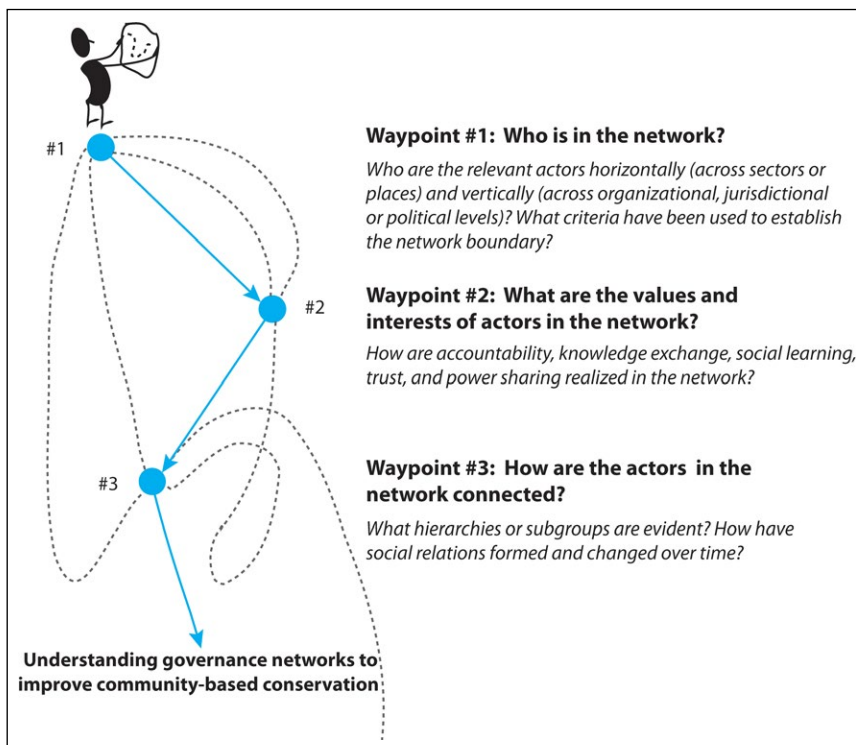 #1
Waypoint #1: Who is in the network?
Who are the relevant actors horizontally (across sectors or
places) and vertically (across organizational, jurisdictional
or political levels)? What criteria have been used to establish
the network boundary?
#2
Waypoint #2: What are the values and
interests of actors in the network?
How are accountability, knowledge exchange, social learning,
trust, and power sharing realized in the network?
#3
Waypoint #3: How are the actors in the
network connected?
What hierarchies or subgroups are evident? How have
social relations formed and changed over time?
Understanding governance networks to
improve community-based conservation